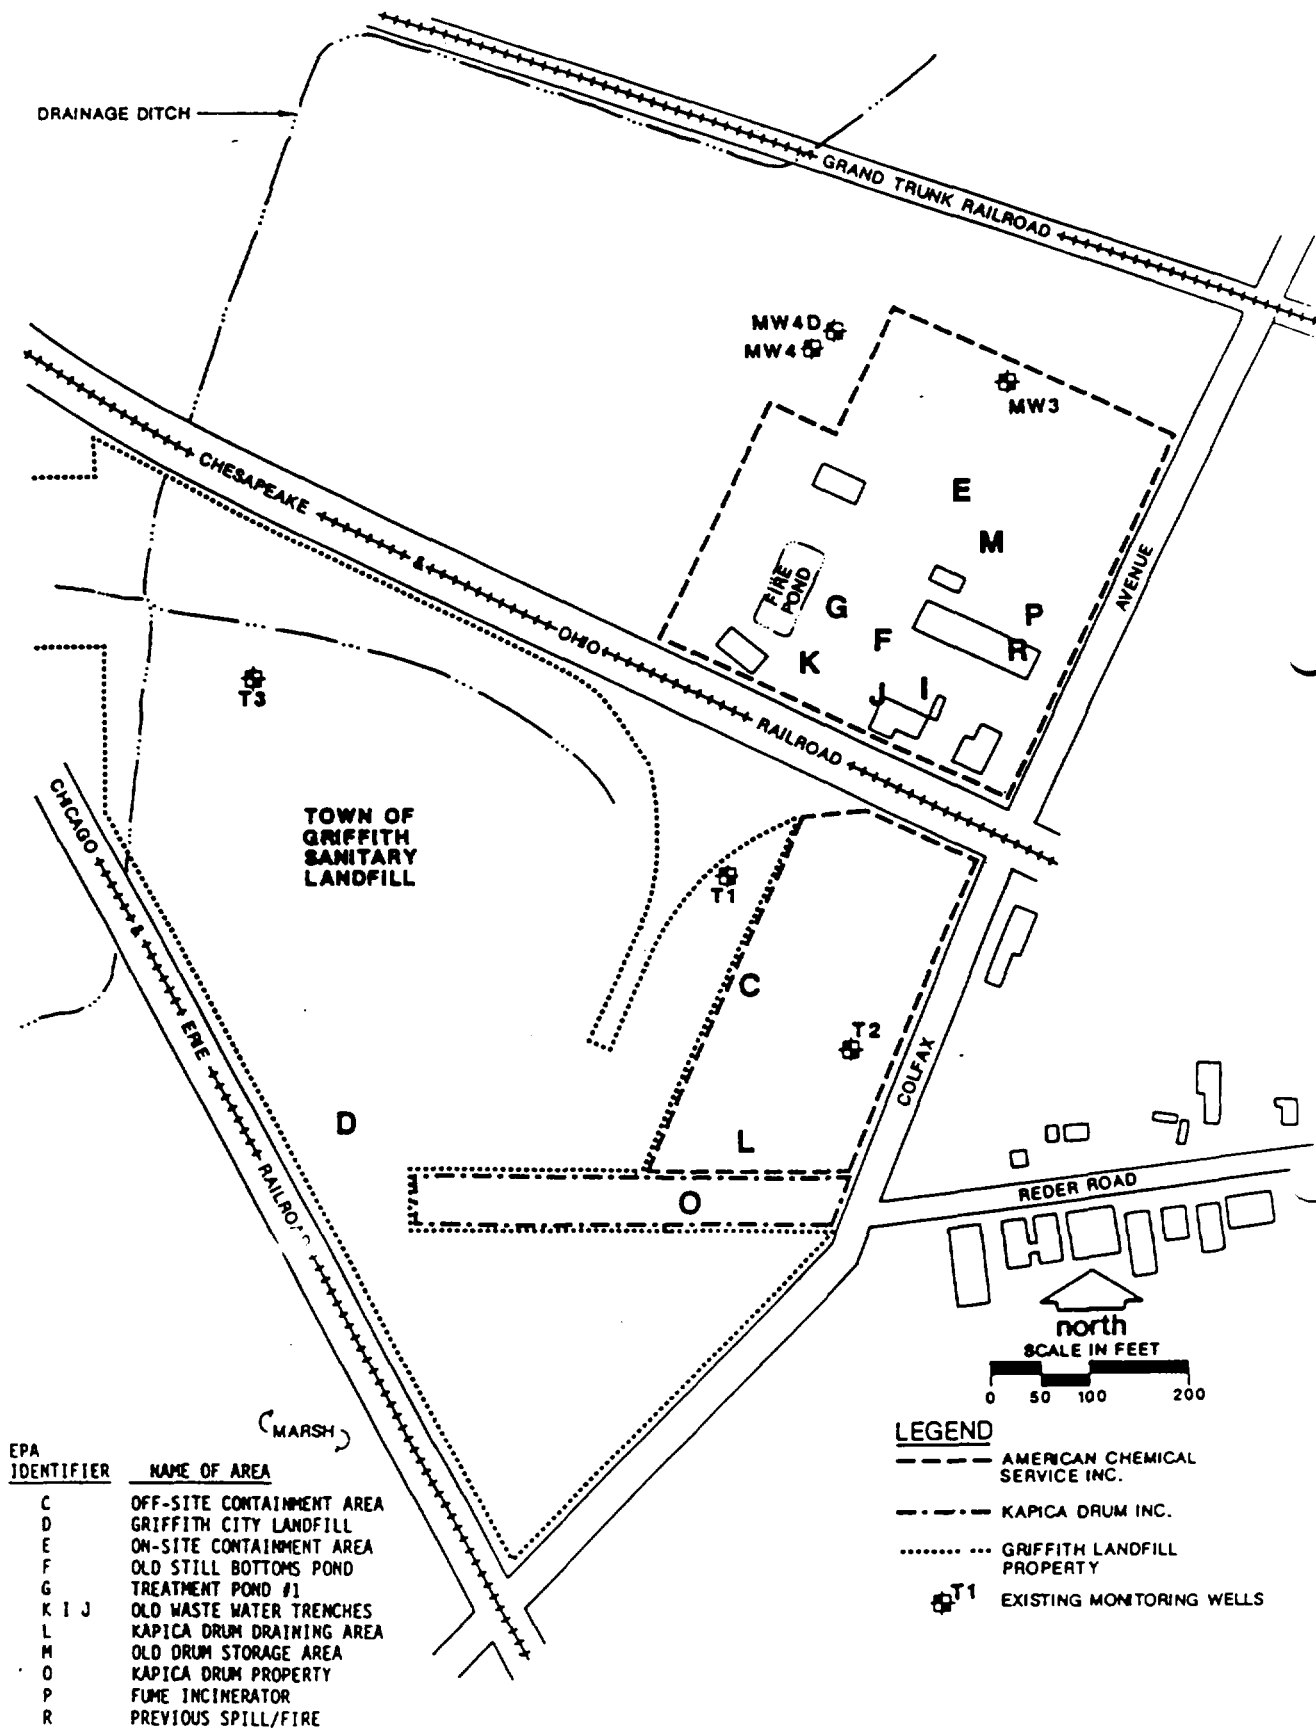 DRAINAGE DITCH
GRAND TRUNK RAILROAD
MW4D
MW4
MW3
CHESAPEAKE & OHIO RAILROAD
E
M
FIRE
POND
G
P
F
R
K
J
I
AVENUE
T3
CHICAGO & ERIE RAILROAD
TOWN OF
GRIFFITH
SANITARY
LANDFILL
T1
C
T2
COLFAX
D
L
O
REDER ROAD
north
SCALE IN FEET
0 50 100 200
MARSH
LEGEND
AMERICAN CHEMICAL
SERVICE INC.
KAPICA DRUM INC.
GRIFFITH LANDFILL
PROPERTY
T1 EXISTING MONITORING WELLS
EPA
IDENTIFIER NAME OF AREA
C OFF-SITE CONTAINMENT AREA
D GRIFFITH CITY LANDFILL
E ON-SITE CONTAINMENT AREA
F OLD STILL BOTTOMS POND
G TREATMENT POND #1
K I J OLD WASTE WATER TRENCHES
L KAPICA DRUM DRAINING AREA
M OLD DRUM STORAGE AREA
O KAPICA DRUM PROPERTY
P FUME INCINERATOR
R PREVIOUS SPILL/FIRE